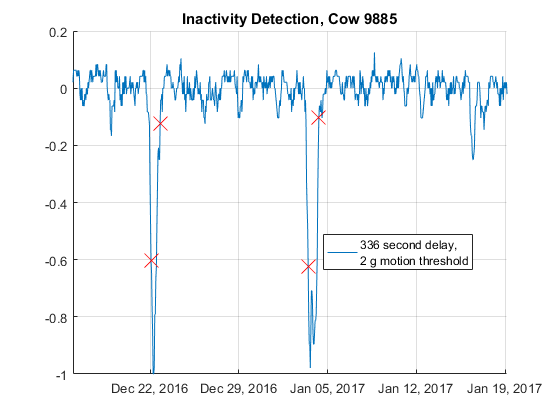 Inactivity Detection, Cow 9885
0.2
0
-0.2
-0.4
-0.6
-0.8
-1
336 second delay,
2 g motion threshold
Dec 22, 2016 Dec 29, 2016 Jan 05, 2017 Jan 12, 2017 Jan 19, 2017